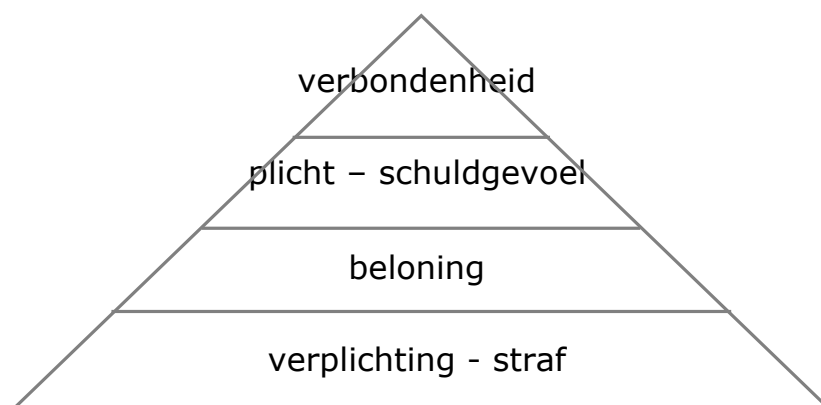 verbondenheid
plicht – schuldgevoel
beloning
verplichting - straf